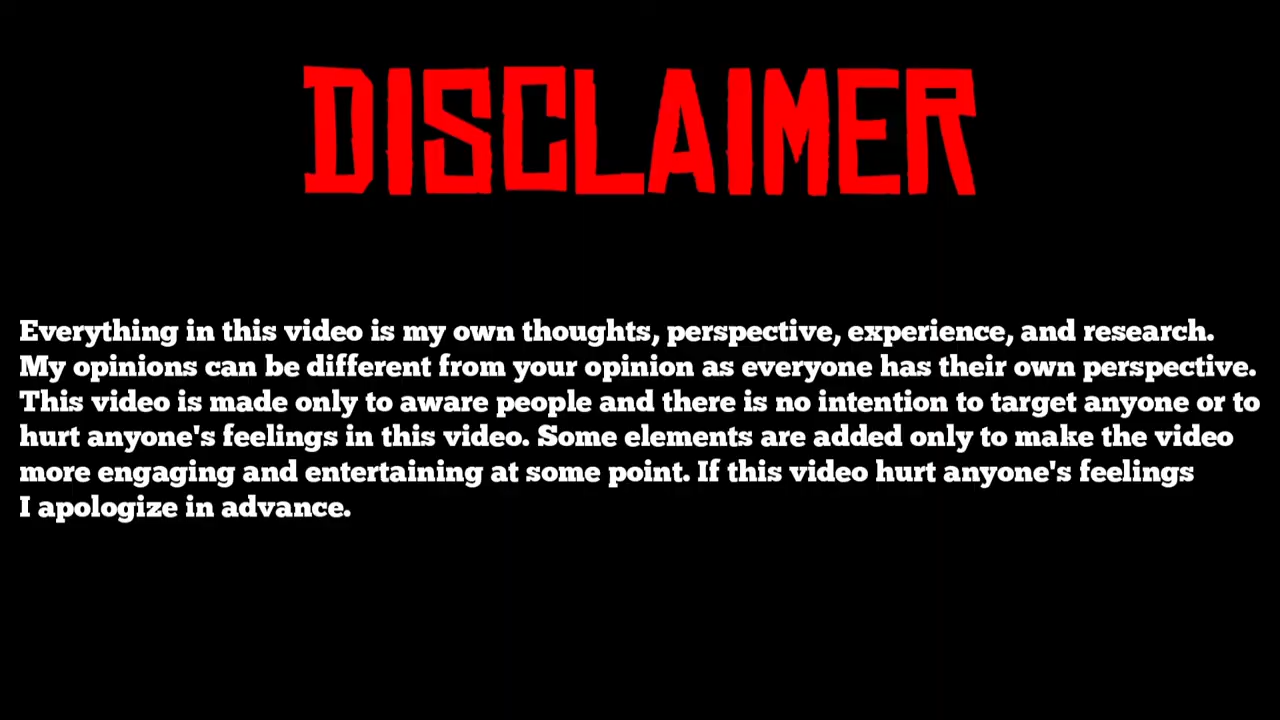 DISCLAIMER
Everything in this video is my own thoughts, perspective, experience, and research.
My opinions can be different from your opinion as everyone has their own perspective.
This video is made only to aware people and there is no intention to target anyone or to
hurt anyone's feelings in this video. Some elements are added only to make the video
more engaging and entertaining at some point. If this video hurt anyone's feelings
I apologize in advance.